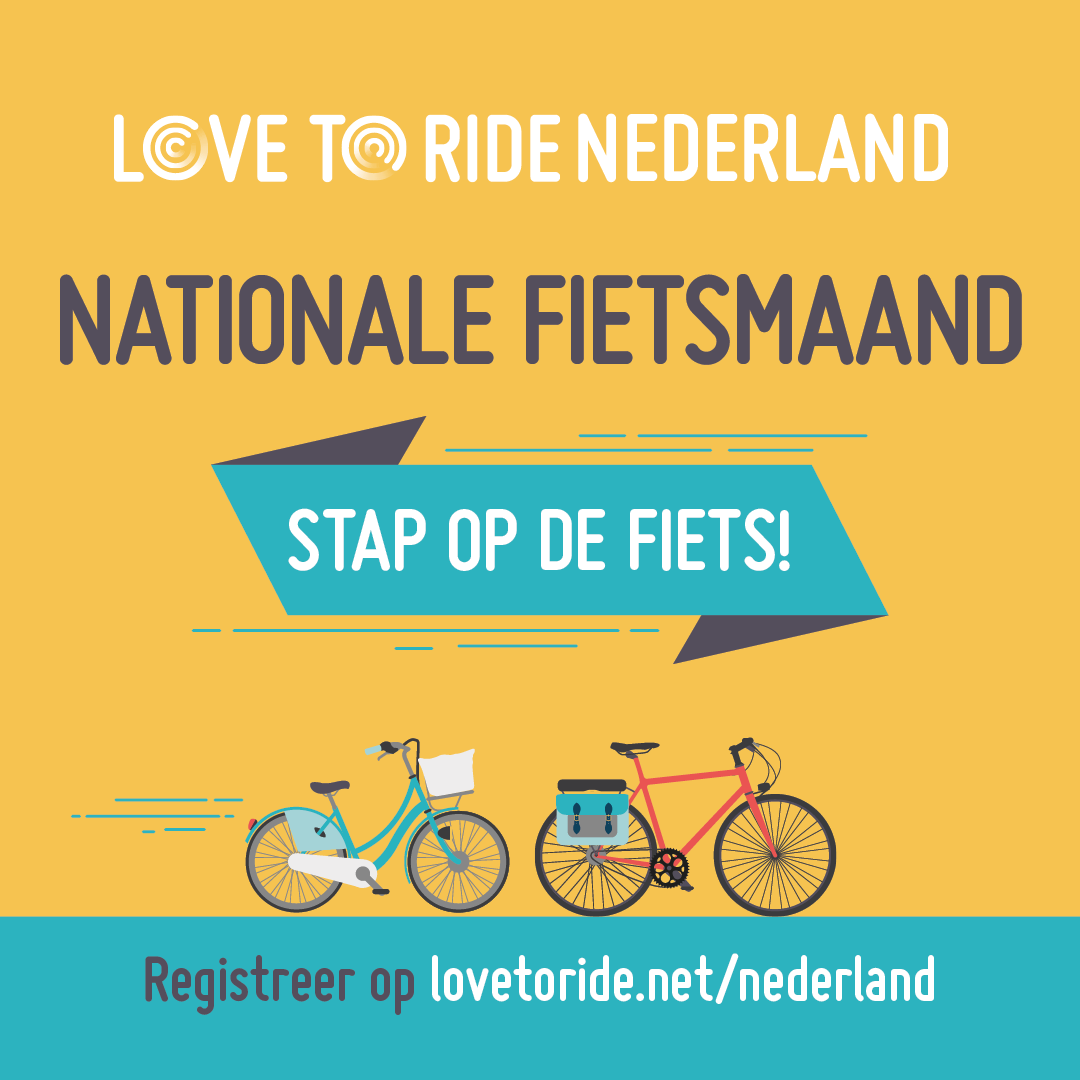 LOVE TO RIDE NEDERLAND
NATIONALE FIETSMAAND
STAP OP DE FIETS!
Registreer op lovetoride.net/nederland